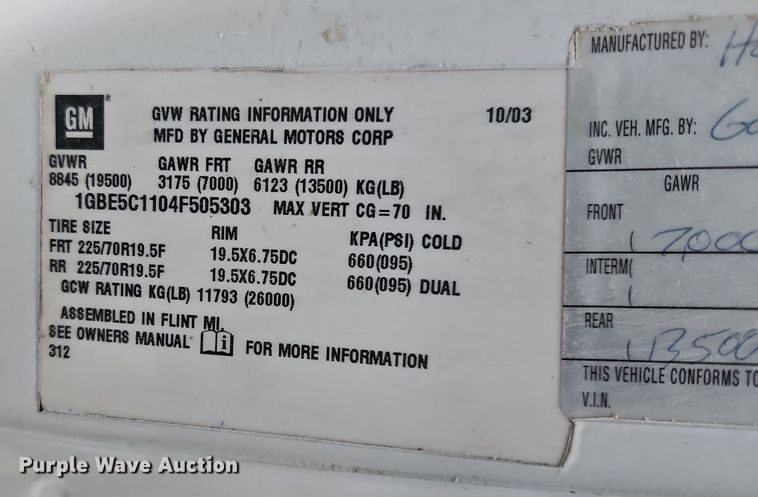 GM ®
GVW RATING INFORMATION ONLY 10/03
MFD BY GENERAL MOTORS CORP
GVWR GAWR FRT GAWR RR
8845 (19500) 3175 (7000) 6123 (13500) KG(LB)
1GBE5C1104F505303 MAX VERT CG=70 IN.
TIRE SIZE RIM KPA(PSI) COLD
FRT 225/70R19.5F 19.5X6.75DC 660(095)
RR 225/70R19.5F 19.5X6.75DC 660(095) DUAL
GCW RATING KG(LB) 11793 (26000)
ASSEMBLED IN FLINT MI.
SEE OWNERS MANUAL i FOR MORE INFORMATION
312
MANUFACTURED BY:
INC. VEH. MFG. BY:
GVWR
GAWR
FRONT
( 7,000
INTERM(
(
REAR
( 13500
THIS VEHICLE CONFORMS TO
V.I.N.
Purple Wave Auction